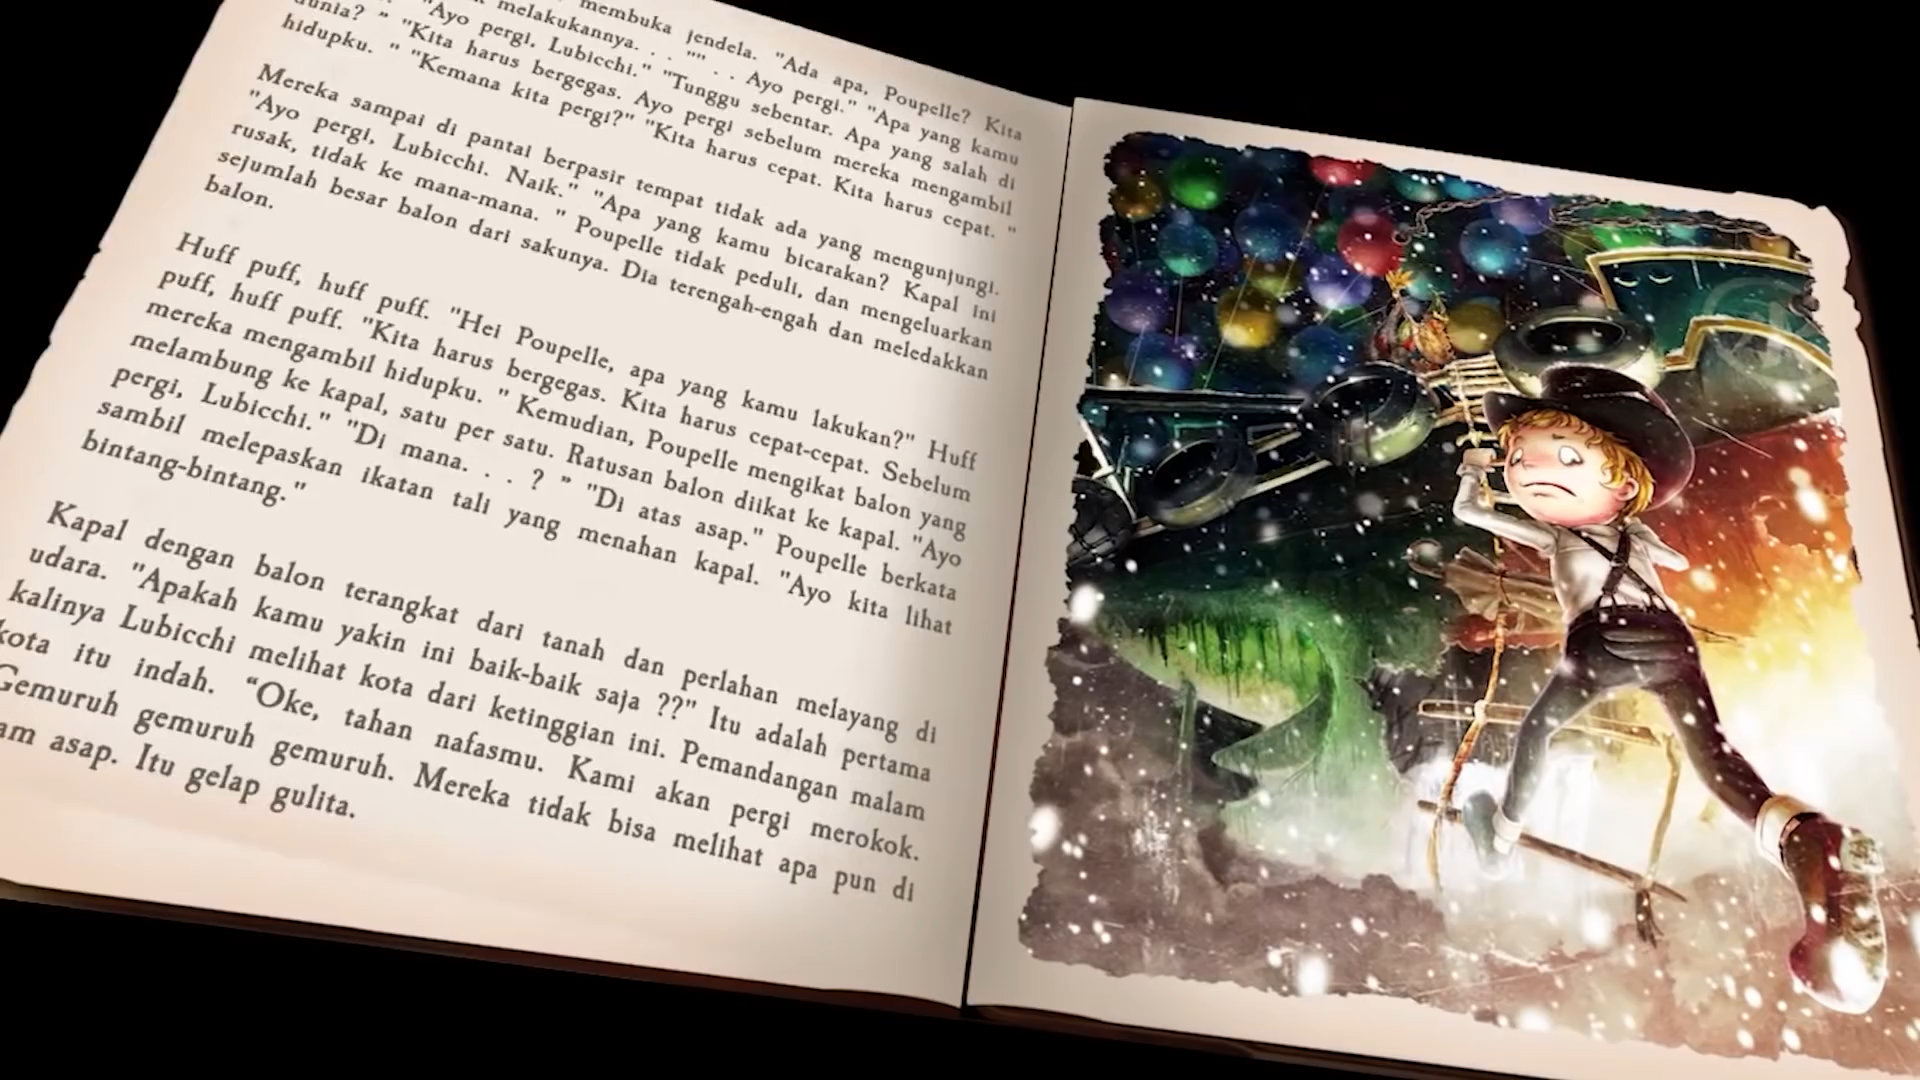 membuka jendela. "Ada apa, Poupelle? Kita
melakukannya. . . "" . . Ayo pergi." "Apa yang kamu
"Ayo pergi, Lubicchi." "Tunggu sebentar. Apa yang salah di
dunia? ” "Kita harus bergegas. Ayo pergi sebelum mereka mengambil
hidupku. " "Kemana kita pergi?" "Kita harus cepat. Kita harus cepat. "
Mereka sampai di pantai berpasir tempat tidak ada yang mengunjungi.
"Ayo pergi, Lubicchi. Naik." "Apa yang kamu bicarakan? Kapal ini
rusak, tidak ke mana-mana. " Poupelle tidak peduli, dan mengeluarkan
sejumlah besar balon dari sakunya. Dia terengah-engah dan meledakkan
balon.
Huff puff, huff puff. "Hei Poupelle, apa yang kamu lakukan?" Huff
puff, huff puff. "Kita harus bergegas. Kita harus cepat-cepat. Sebelum
mereka mengambil hidupku. " Kemudian, Poupelle mengikat balon yang
melambung ke kapal, satu per satu. Ratusan balon diikat ke kapal. "Ayo
pergi, Lubicchi." "Di mana. . . ? ” "Di atas asap." Poupelle berkata
sambil melepaskan ikatan tali yang menahan kapal. "Ayo kita lihat
bintang-bintang."
Kapal dengan balon terangkat dari tanah dan perlahan melayang di
udara. "Apakah kamu yakin ini baik-baik saja ??" Itu adalah pertama
kalinya Lubicchi melihat kota dari ketinggian ini. Pemandangan malam
kota itu indah. “Oke, tahan nafasmu. Kami akan pergi merokok.
Gemuruh gemuruh gemuruh. Mereka tidak bisa melihat apa pun di
asap. Itu gelap gulita.